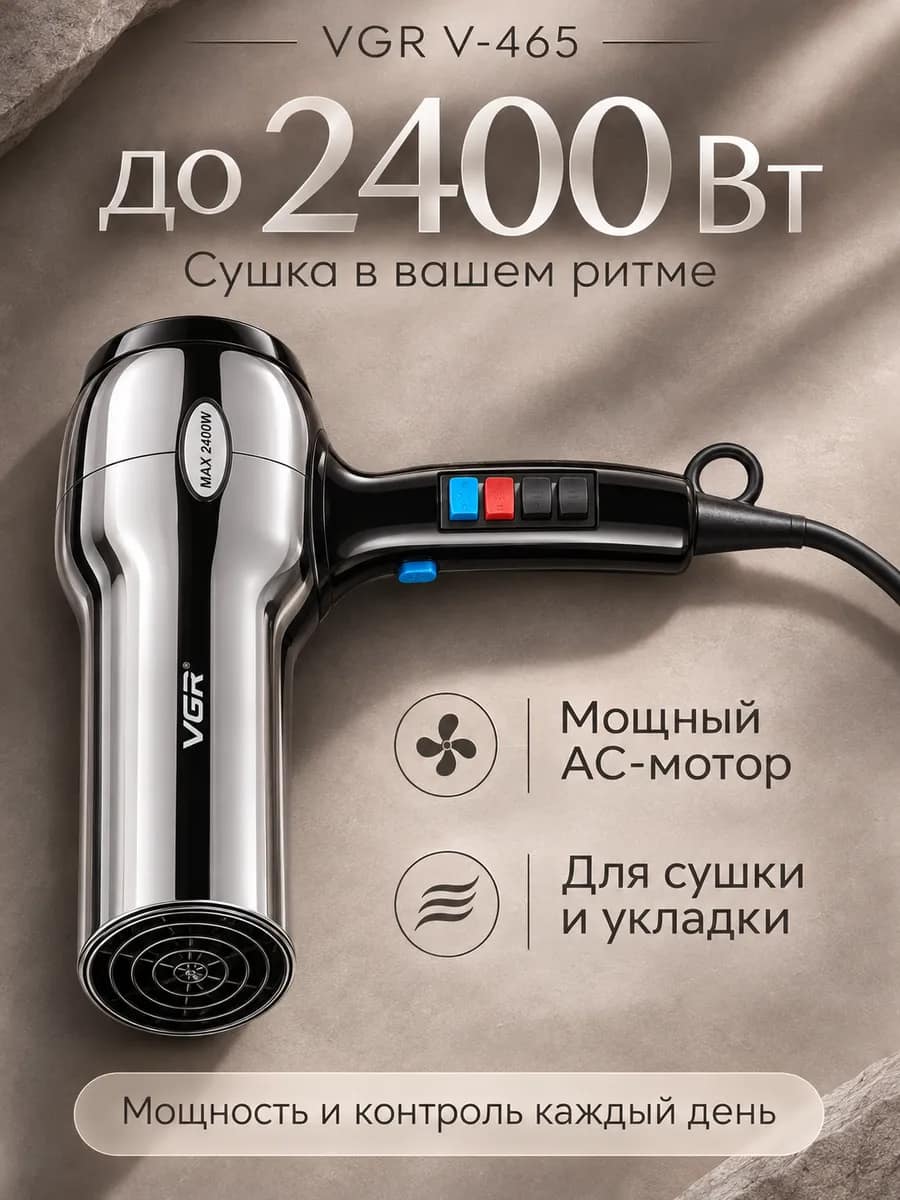 VGR V-465
до 2400 Вт
Сушка в вашем ритме
MAX 2400W
VGR®
Мощный
АС-мотор
Для сушки
и укладки
Мощность и контроль каждый день